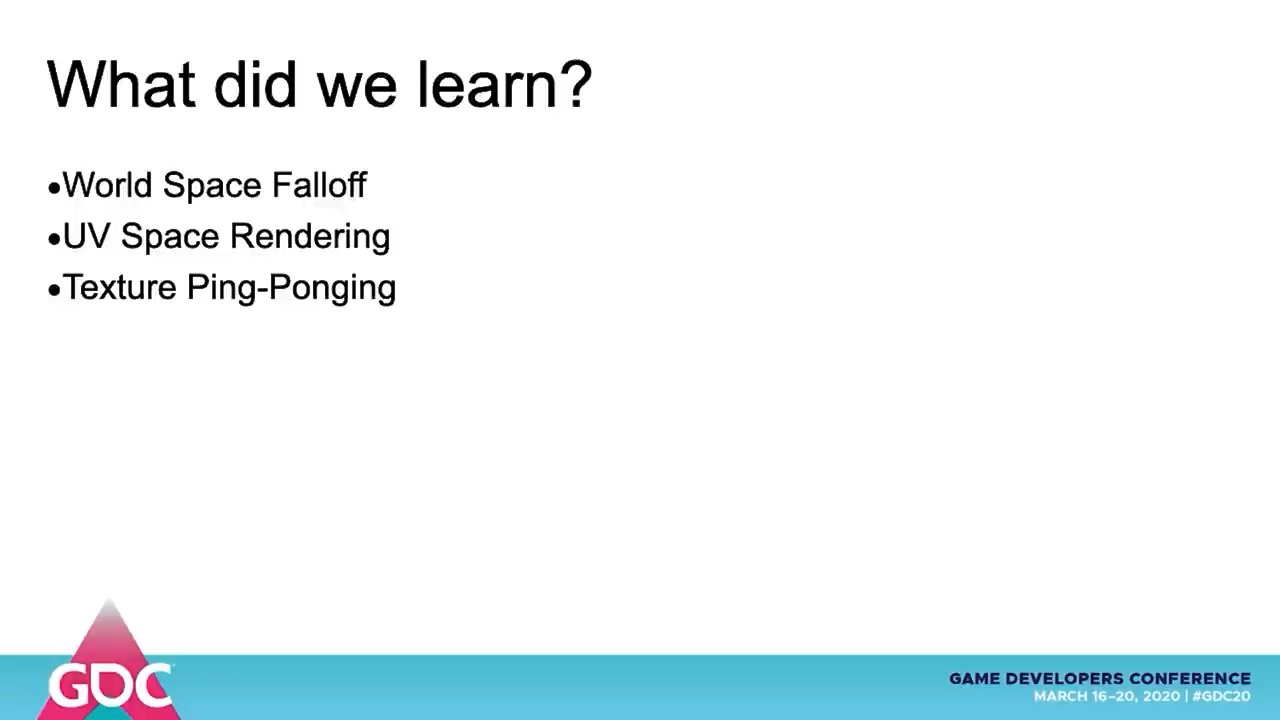 What did we learn?
•World Space Falloff
•UV Space Rendering
•Texture Ping-Ponging
GDC
GAME DEVELOPERS CONFERENCE
MARCH 16–20, 2020 | #GDC20